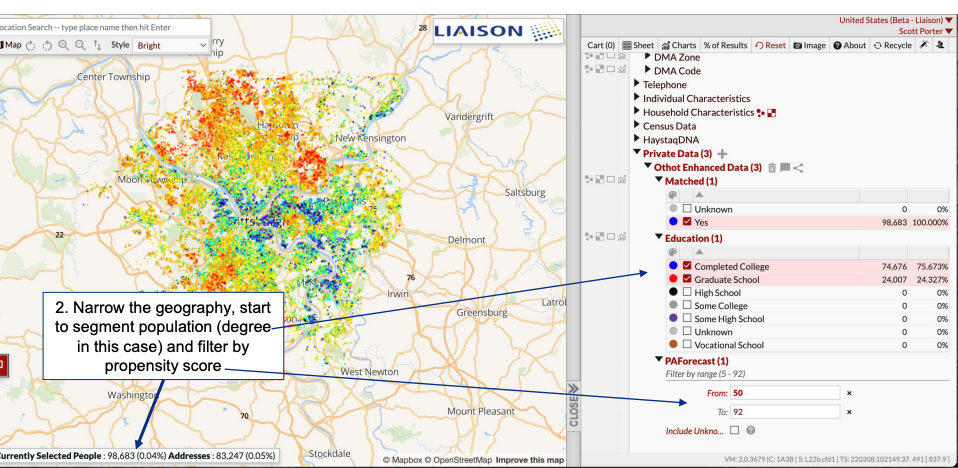 ocation Search -- type place name then hit Enter
Map
Style Bright
28
LIAISON
United States (Beta - Liaison)
Scott Porter
Cart (0) Sheet Charts % of Results Reset Image About Recycle
DMA Zone
DMA Code
Telephone
Individual Characteristics
Household Characteristics
Census Data
HaystaqDNA
Private Data (3)
Othot Enhanced Data (3)
Matched (1)
Unknown 0 0%
Yes 98,683 100.000%
Education (1)
Completed College 74,676 75.673%
Graduate School 24,007 24.327%
High School 0 0%
Some College 0 0%
Some High School 0 0%
Unknown 0 0%
Vocational School 0 0%
PAForecast (1)
Filter by range (5 - 92)
From: 50 ×
To: 92 ×
Include Unkno...
Center Township
Vandergrift
New Kensington
Saltsburg
22
Delmont
76
76
Irwin
Greensburg
Latrol
2. Narrow the geography, start
to segment population (degree
in this case) and filter by
propensity score
West Newton
Washington
70
Mount Pleasant
Stockdale
CLOSE
Currently Selected People : 98,683 (0.04%) Addresses : 83,247 (0.05%)
© Mapbox © OpenStreetMap Improve this map
VM: 2.0.3679 |C: 1A3B | S: L22b.cfd1 | TS: 220308.102149.37. 491 [ 837.9 ]